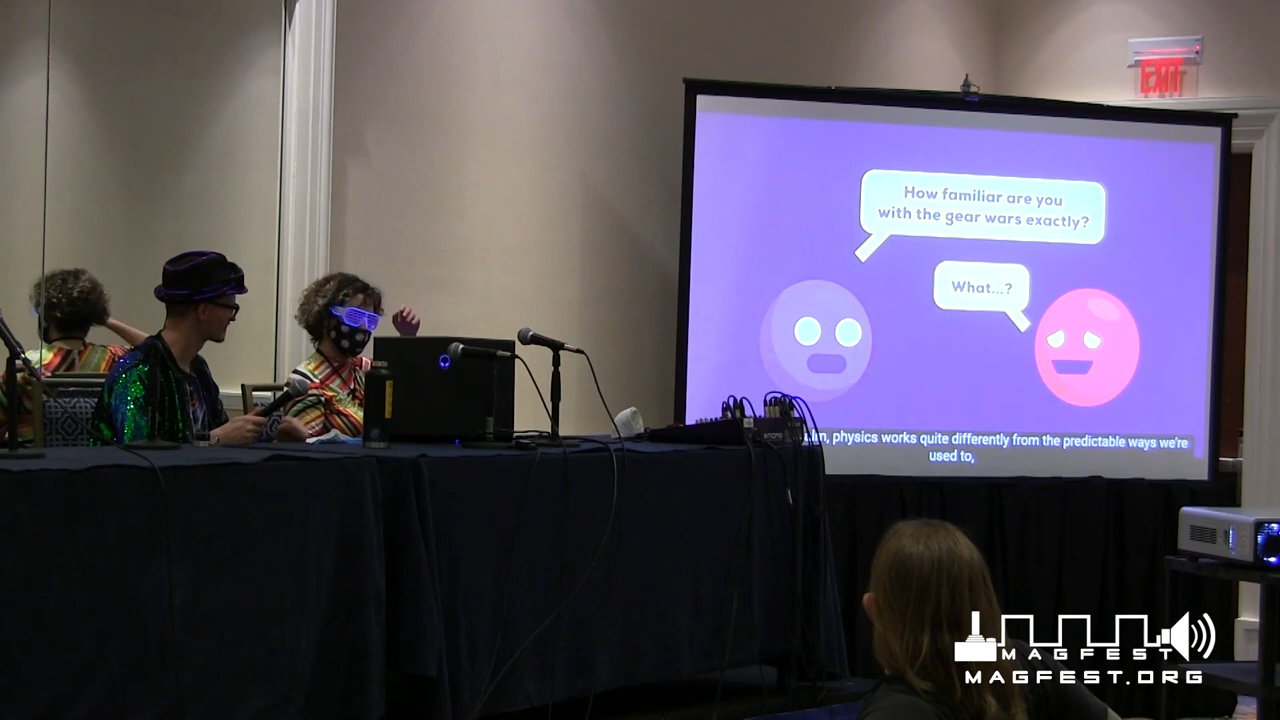 EXIT
How familiar are you
with the gear wars exactly?
What...?
physics works quite differently from the predictable ways we're
used to,
MAGFEST
MAGFEST.ORG